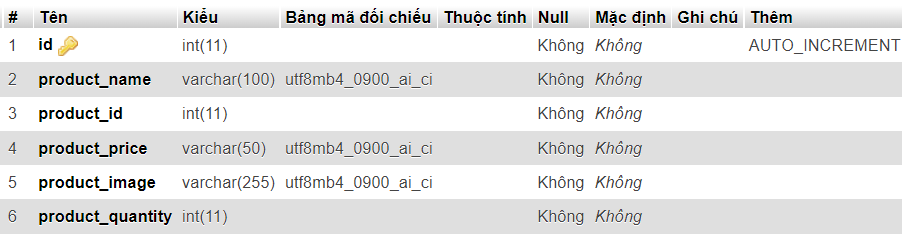 # Tên Kiểu Bảng mã đối chiếu Thuộc tính Null Mặc định Ghi chú Thêm
1 id int(11) Không Không AUTO_INCREMENT
2 product_name varchar(100) utf8mb4_0900_ai_ci Không Không
3 product_id int(11) Không Không
4 product_price varchar(50) utf8mb4_0900_ai_ci Không Không
5 product_image varchar(255) utf8mb4_0900_ai_ci Không Không
6 product_quantity int(11) Không Không